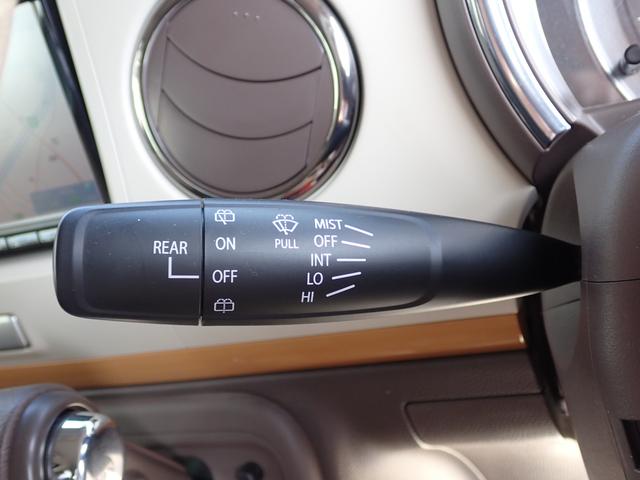 REAR
ON
OFF
PULL
MIST
OFF
INT
LO
HI